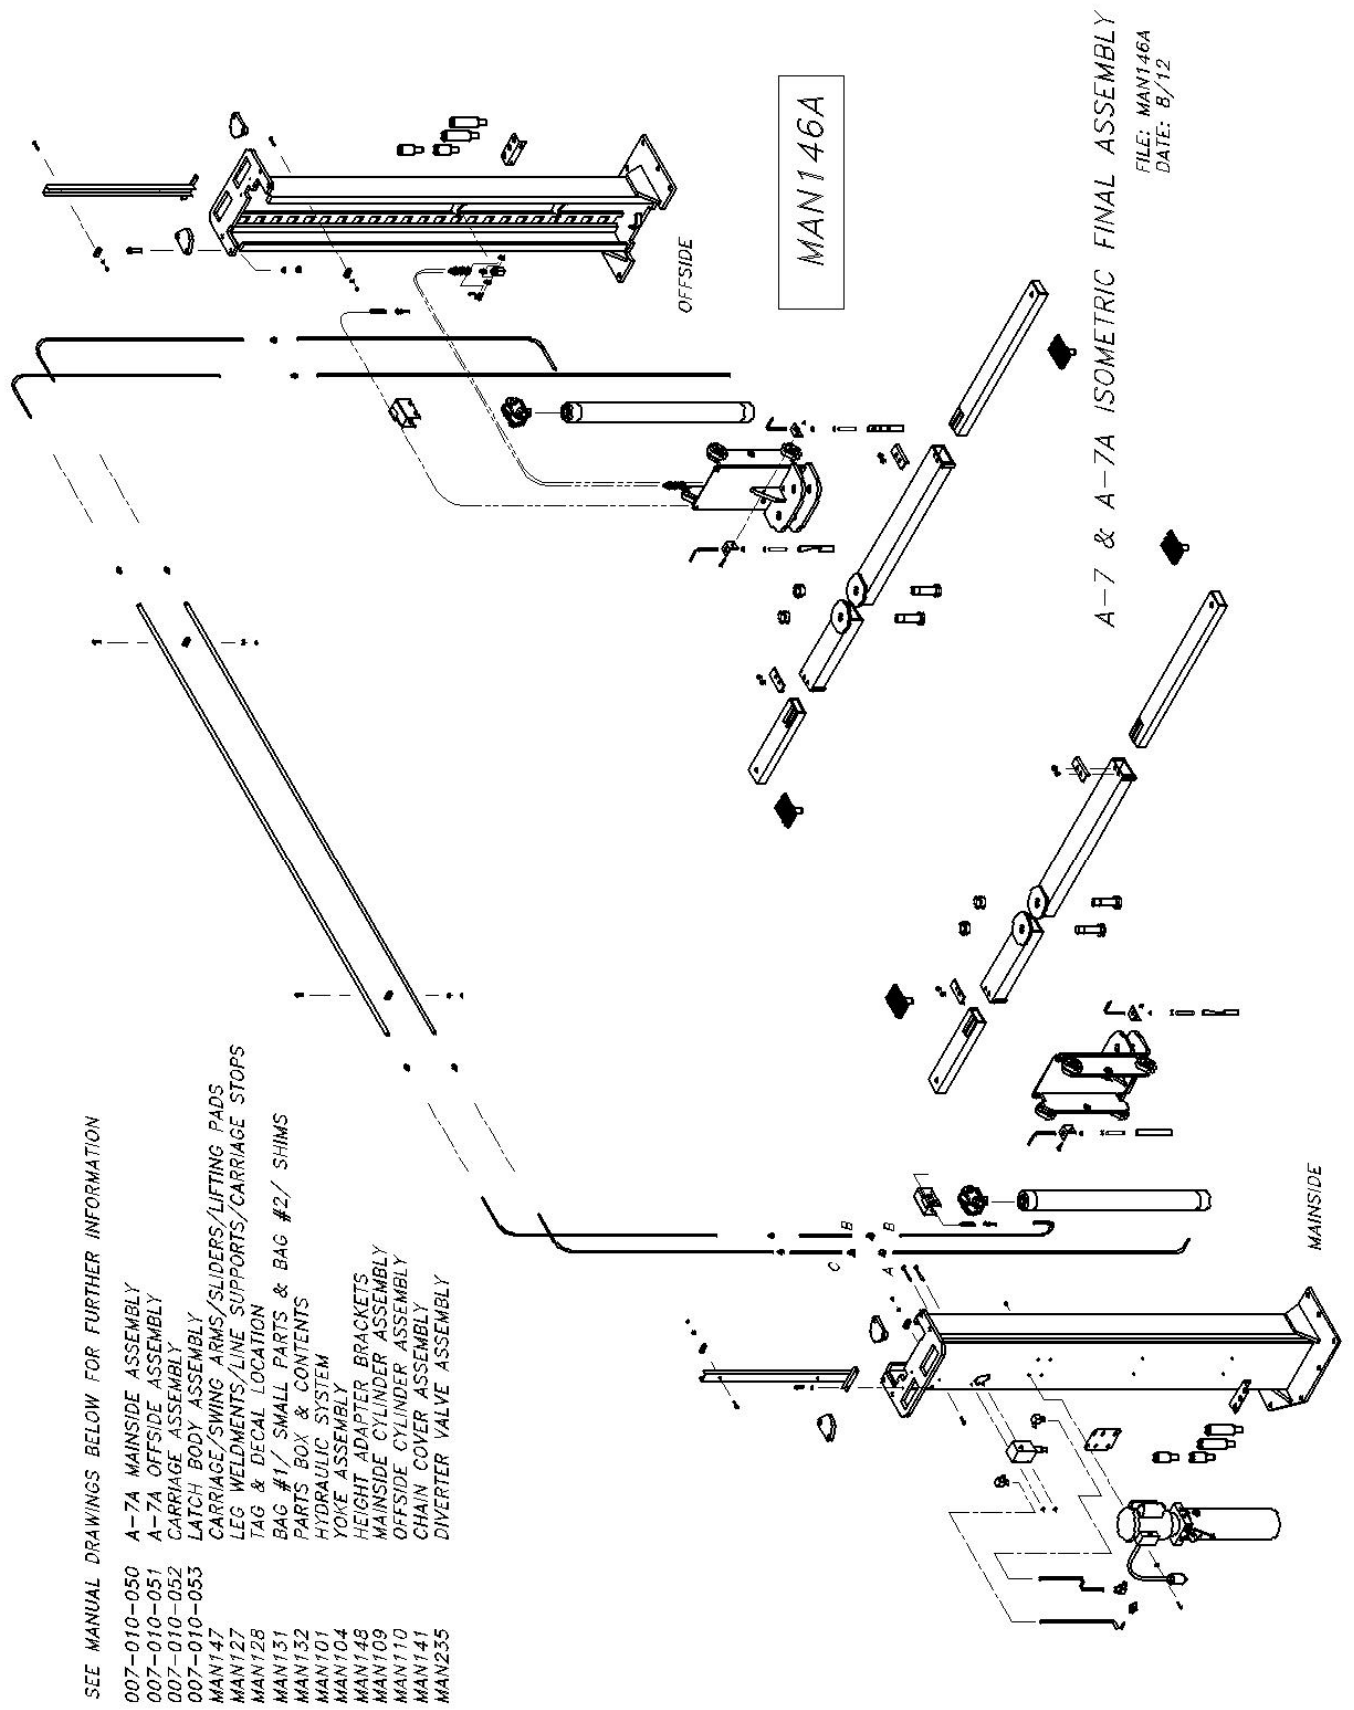 SEE MANUAL DRAWINGS BELOW FOR FURTHER INFORMATION
007-010-050 A-7A MAINSIDE ASSEMBLY
007-010-051 A-7A OFFSIDE ASSEMBLY
007-010-052 CARRIAGE ASSEMBLY
007-010-053 LATCH BODY ASSEMBLY
MAN147 CARRIAGE/SWING ARMS/SLIDERS/LIFTING PADS
MAN127 LEG WELDMENTS/LINE SUPPORTS/CARRIAGE STOPS
MAN128 TAG & DECAL LOCATION
MAN131 BAG #1/ SMALL PARTS & BAG #2/ SHIMS
MAN132 PARTS BOX & CONTENTS
MAN101 HYDRAULIC SYSTEM
MAN104 YOKE ASSEMBLY
MAN148 HEIGHT ADAPTER BRACKETS
MAN109 MAINSIDE CYLINDER ASSEMBLY
MAN110 OFFSIDE CYLINDER ASSEMBLY
MAN141 CHAIN COVER ASSEMBLY
MAN235 DIVERTER VALVE ASSEMBLY
OFFSIDE
B
B
C
A
MAINSIDE
MAN146A
A-7 & A-7A ISOMETRIC FINAL ASSEMBLY
FILE: MAN146A
DATE: 8/12